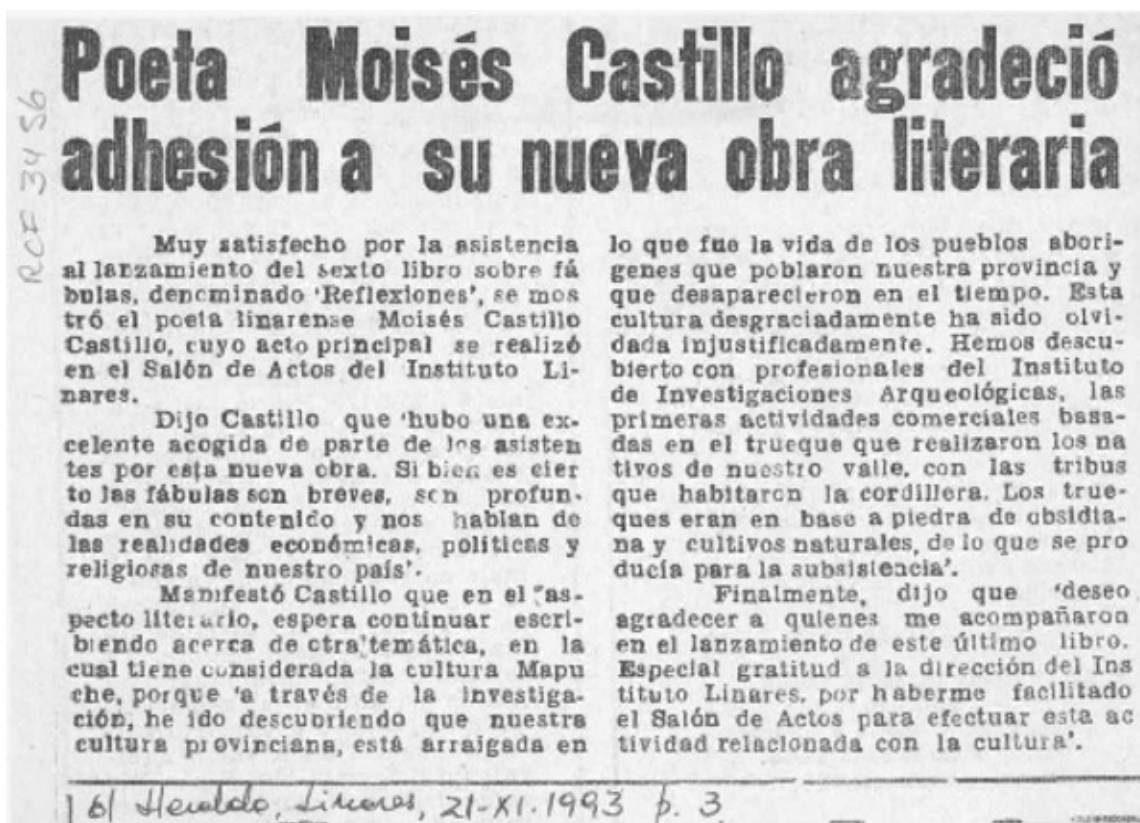 Poeta Moisés Castillo agradeció
adhesión a su nueva obra literaria
RCF 3456
Muy satisfecho por la asistencia
al lanzamiento del sexto libro sobre fá
bulas, denominado 'Reflexiones', se mos
tró el poeta linarense Moisés Castillo
Castillo, cuyo acto principal se realizó
en el Salón de Actos del Instituto Li-
nares.
Dijo Castillo que 'hubo una ex-
celente acogida de parte de los asisten
tes por esta nueva obra. Si bien es cier
to las fábulas son breves, son profun-
das en su contenido y nos hablan de
las realidades económicas, políticas y
religiosas de nuestro país'.
Manifestó Castillo que en el as-
pecto literario, espera continuar escri-
biendo acerca de otra temática, en la
cual tiene considerada la cultura Mapu
che, porque 'a través de la investiga-
ción, he ido descubriendo que nuestra
cultura provinciana, está arraigada en
lo que fue la vida de los pueblos aborí-
genes que poblaron nuestra provincia y
que desaparecieron en el tiempo. Esta
cultura desgraciadamente ha sido olvi-
dada injustificadamente. Hemos descu-
bierto con profesionales del Instituto
de Investigaciones Arqueológicas, las
primeras actividades comerciales basa-
das en el trueque que realizaron los na
tivos de nuestro valle, con las tribus
que habitaron la cordillera. Los true-
ques eran en base a piedra de obsidia-
na y cultivos naturales, de lo que se pro
ducía para la subsistencia'.
Finalmente, dijo que 'deseo
agradecer a quienes me acompañaron
en el lanzamiento de este último libro.
Especial gratitud a la dirección del Ins
tituto Linares, por haberme facilitado
el Salón de Actos para efectuar esta ac
tividad relacionada con la cultura'.
El Heraldo, Linares, 21-XI-1993 p. 3